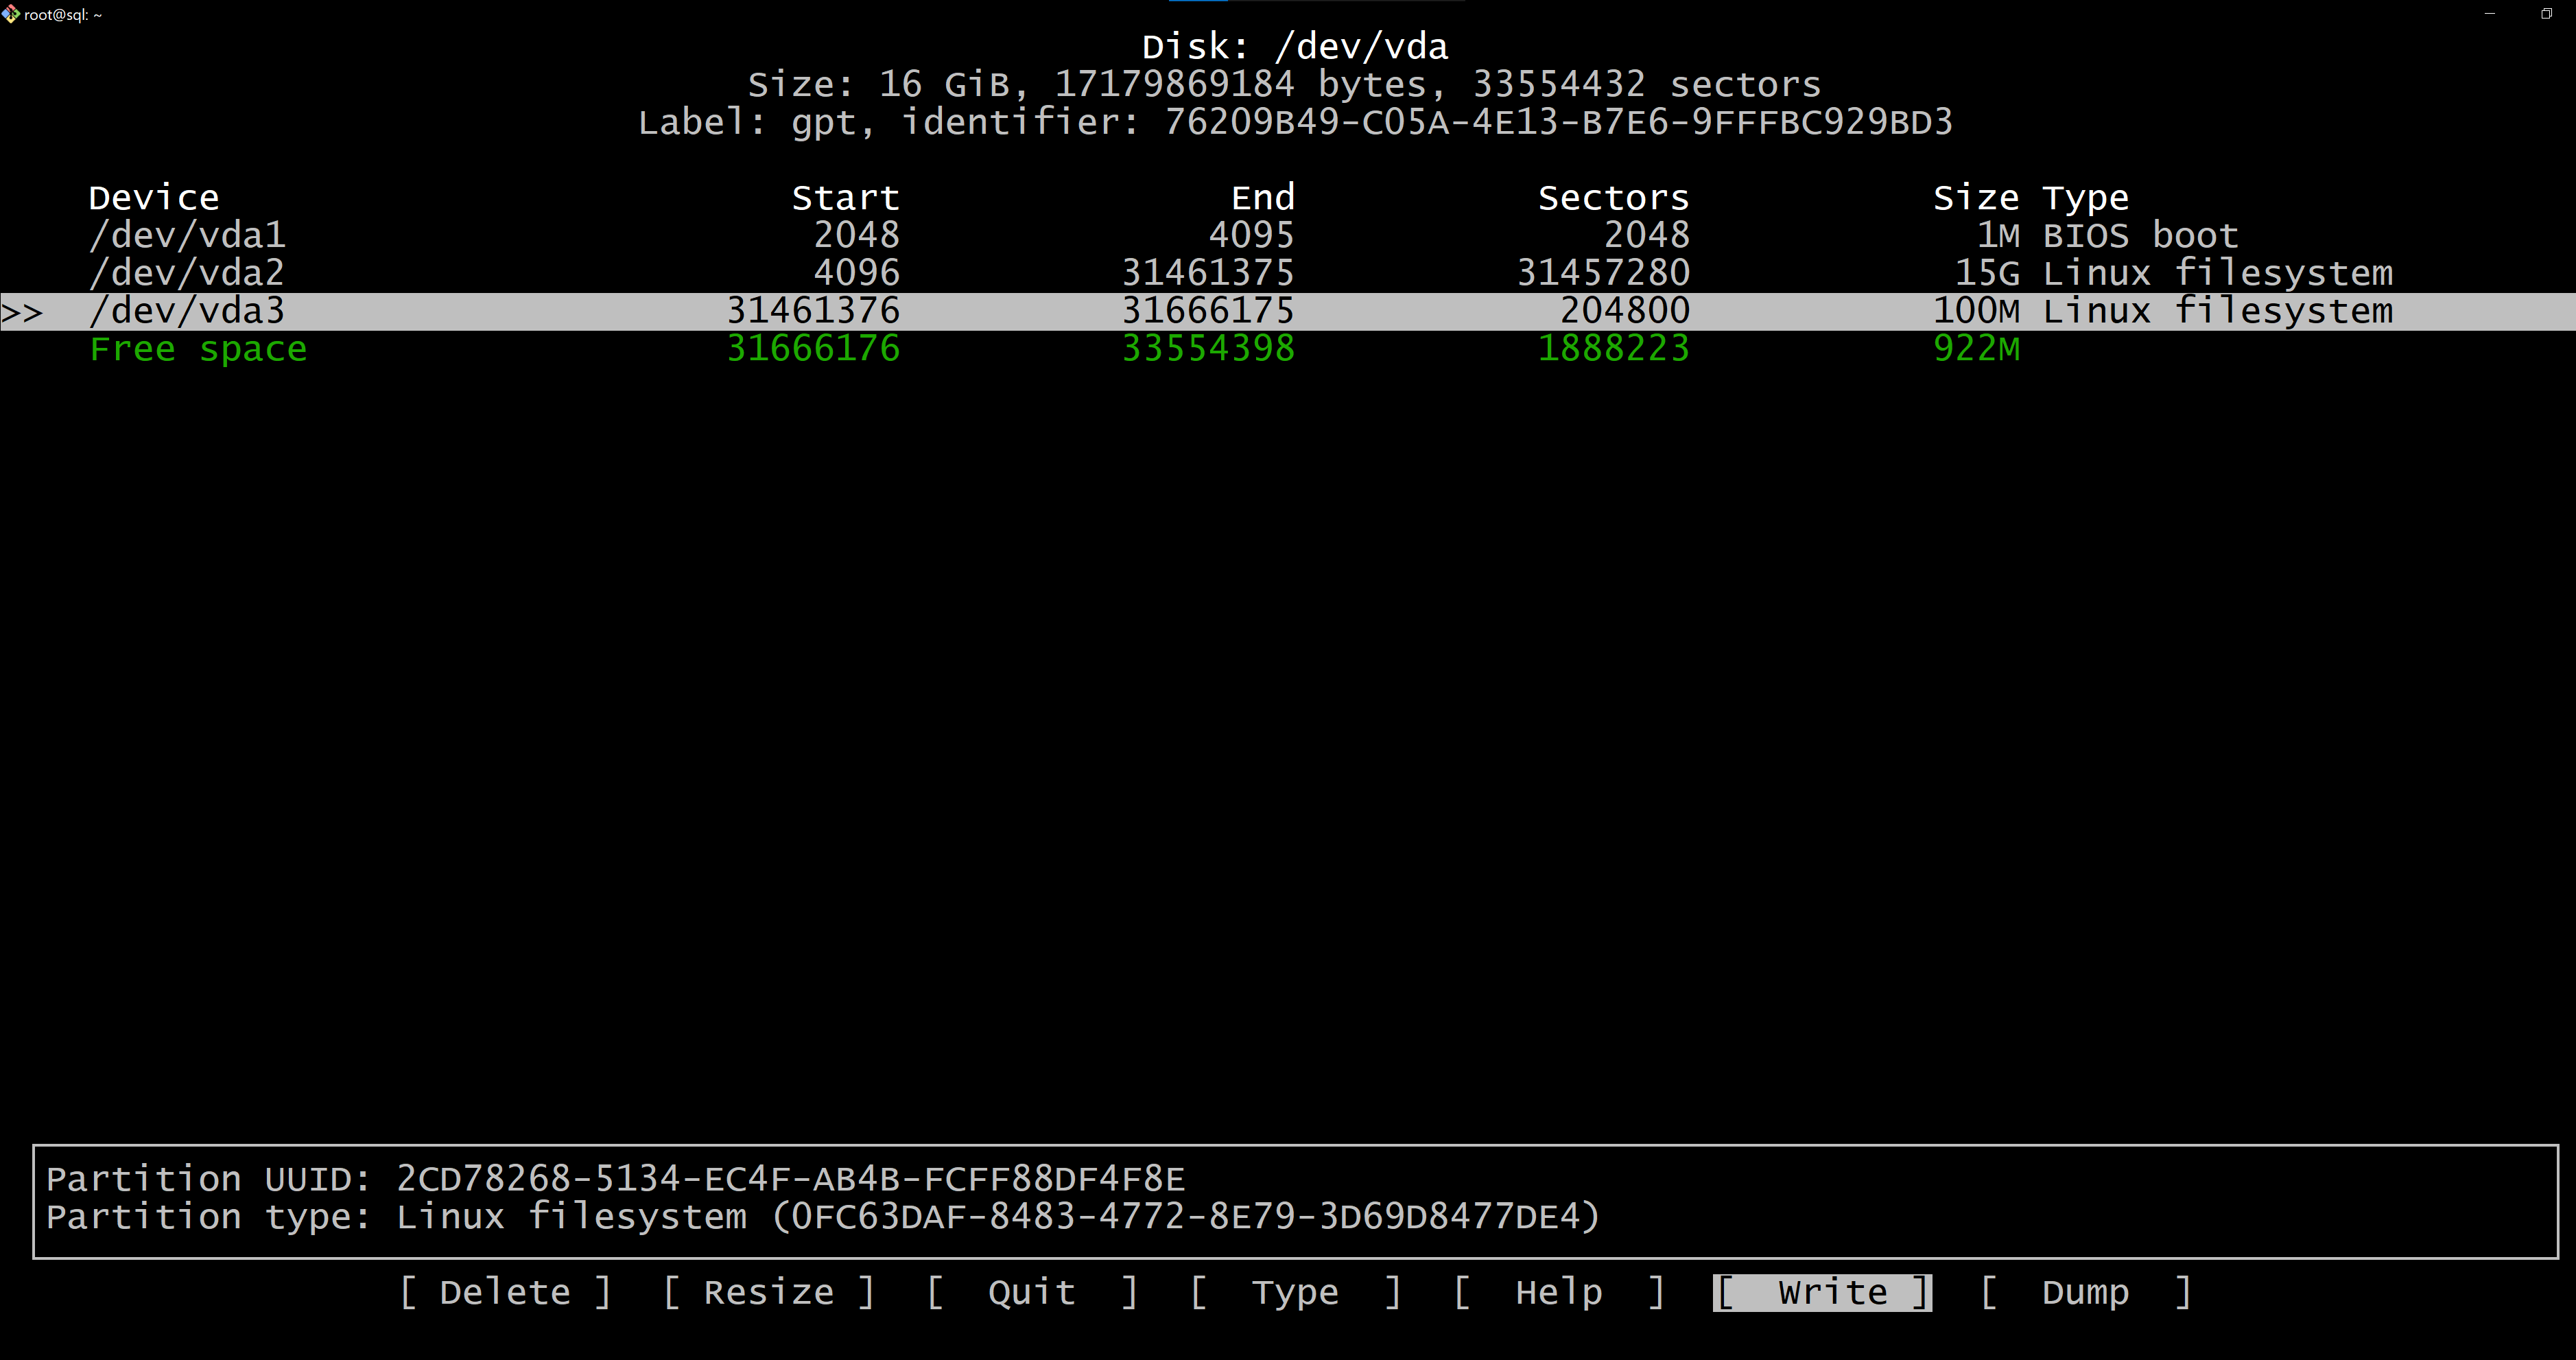 root@sql: ~
Disk: /dev/vda
Size: 16 GiB, 17179869184 bytes, 33554432 sectors
Label: gpt, identifier: 76209B49-C05A-4E13-B7E6-9FFFBC929BD3
Device Start End Sectors Size Type
/dev/vda1 2048 4095 2048 1M BIOS boot
/dev/vda2 4096 31461375 31457280 15G Linux filesystem
>> /dev/vda3 31461376 31666175 204800 100M Linux filesystem
Free space 31666176 33554398 1888223 922M
Partition UUID: 2CD78268-5134-EC4F-AB4B-FCFF88DF4F8E
Partition type: Linux filesystem (0FC63DAF-8483-4772-8E79-3D69D8477DE4)
[ Delete ] [ Resize ] [ Quit ] [ Type ] [ Help ] [ Write ] [ Dump ]